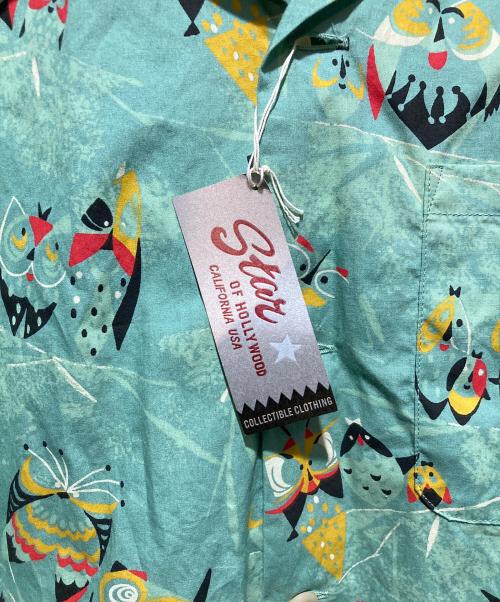 Star
OF HOLLYWOOD
CALIFORNIA USA
COLLECTIBLE CLOTHING